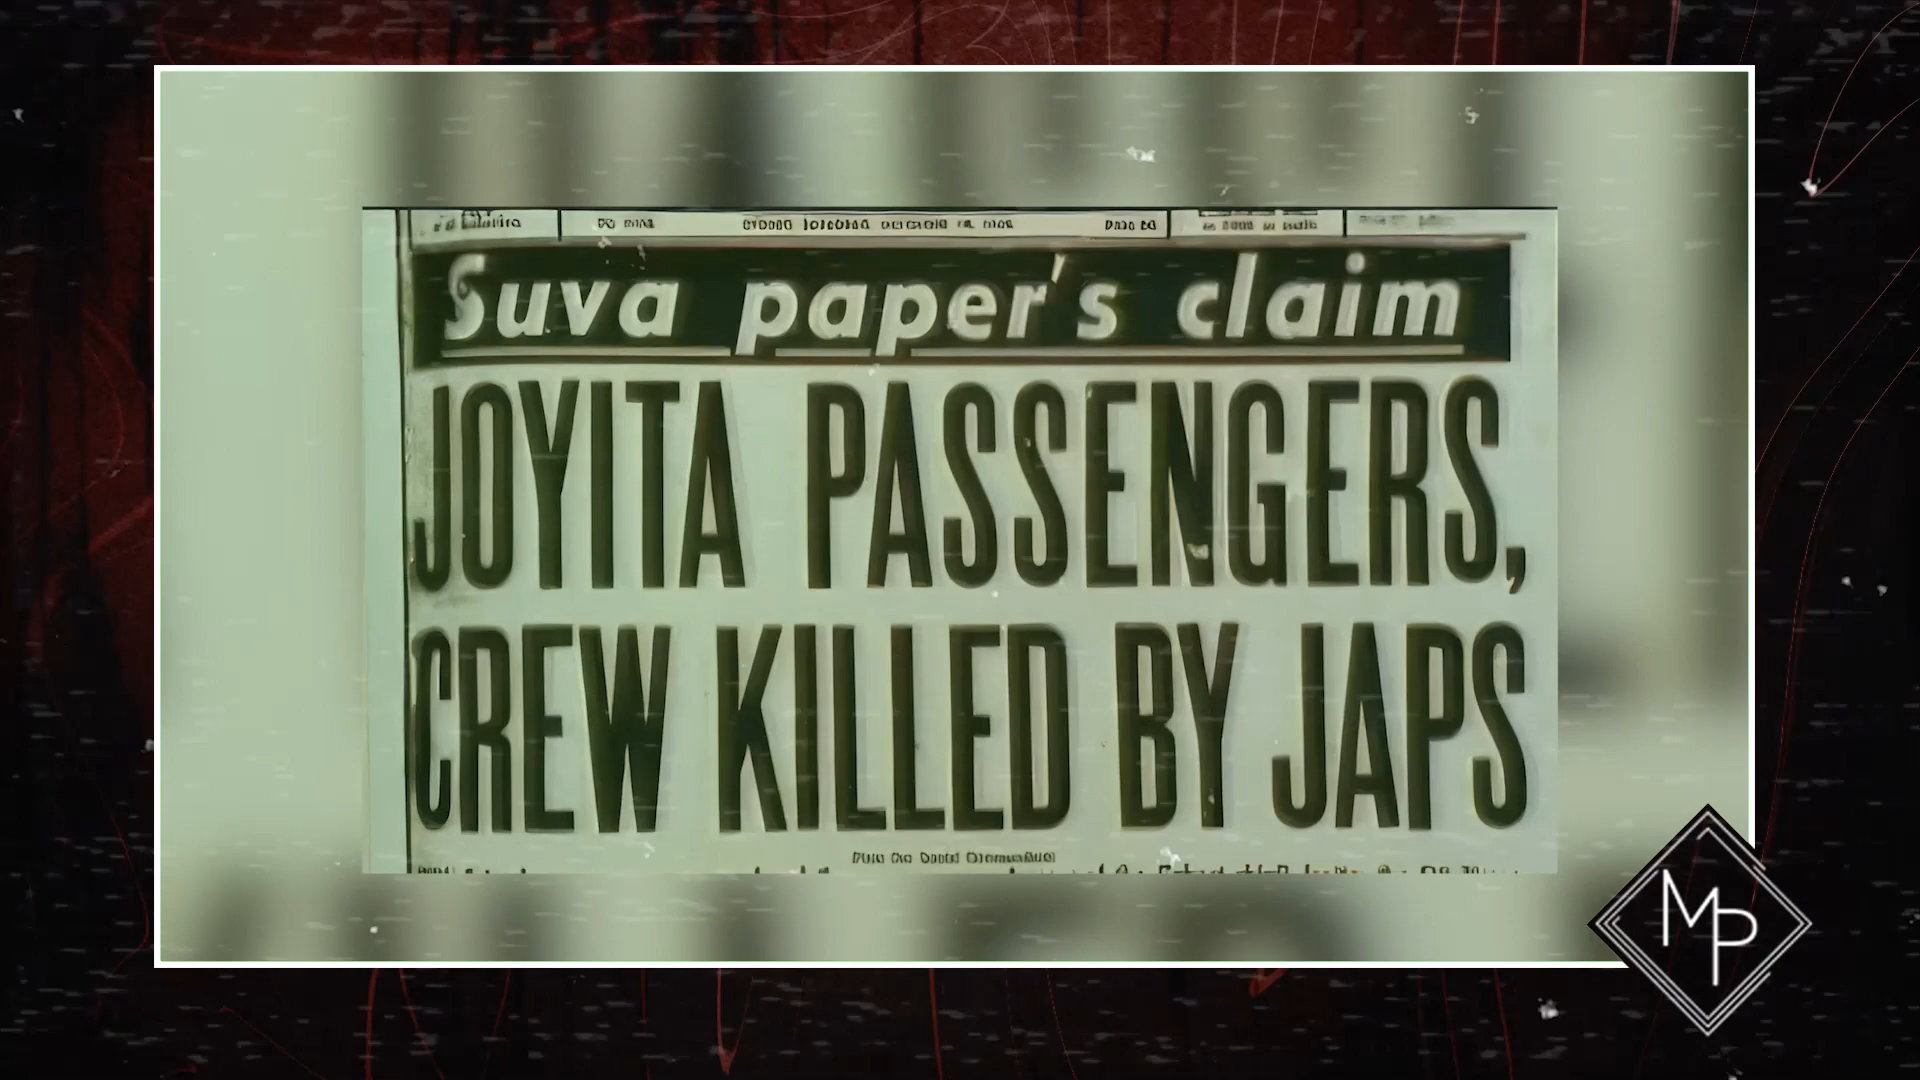 Suva paper's claim
JOYITA PASSENGERS,
CREW KILLED BY JAPS
MP